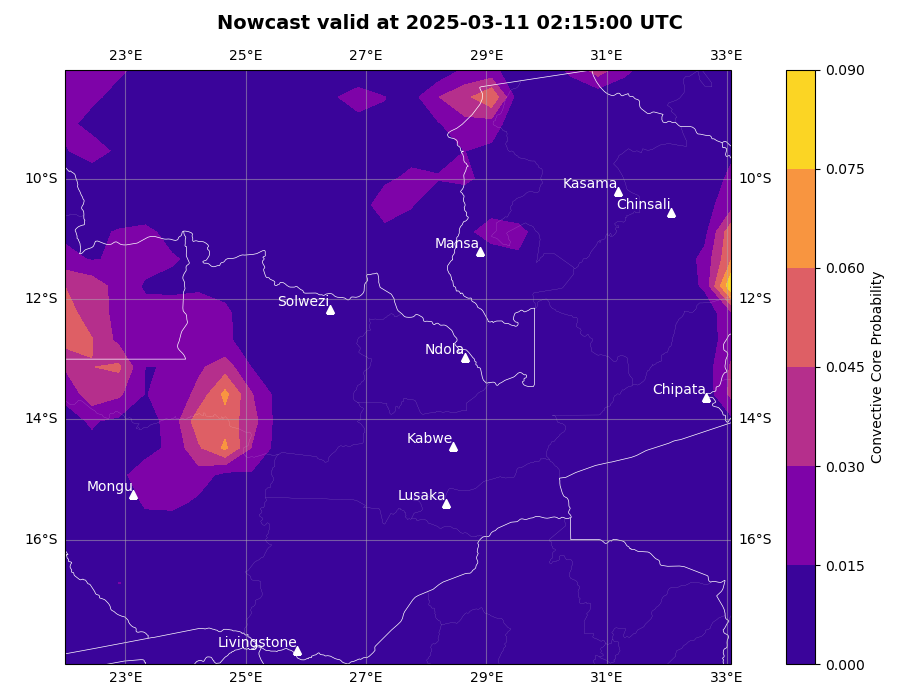 Nowcast valid at 2025-03-11 02:15:00 UTC
23°E 25°E 27°E 29°E 31°E 33°E
0.090
0.075
10°S Kasama 10°S
Chinsali
Mansa
0.060
12°S Solwezi 12°S
Ndola
0.045
Chipata
14°S 14°S
Kabwe
0.030
Mongu
Lusaka
16°S 16°S
0.015
Livingstone
0.000
23°E 25°E 27°E 29°E 31°E 33°E
Convective Core Probability